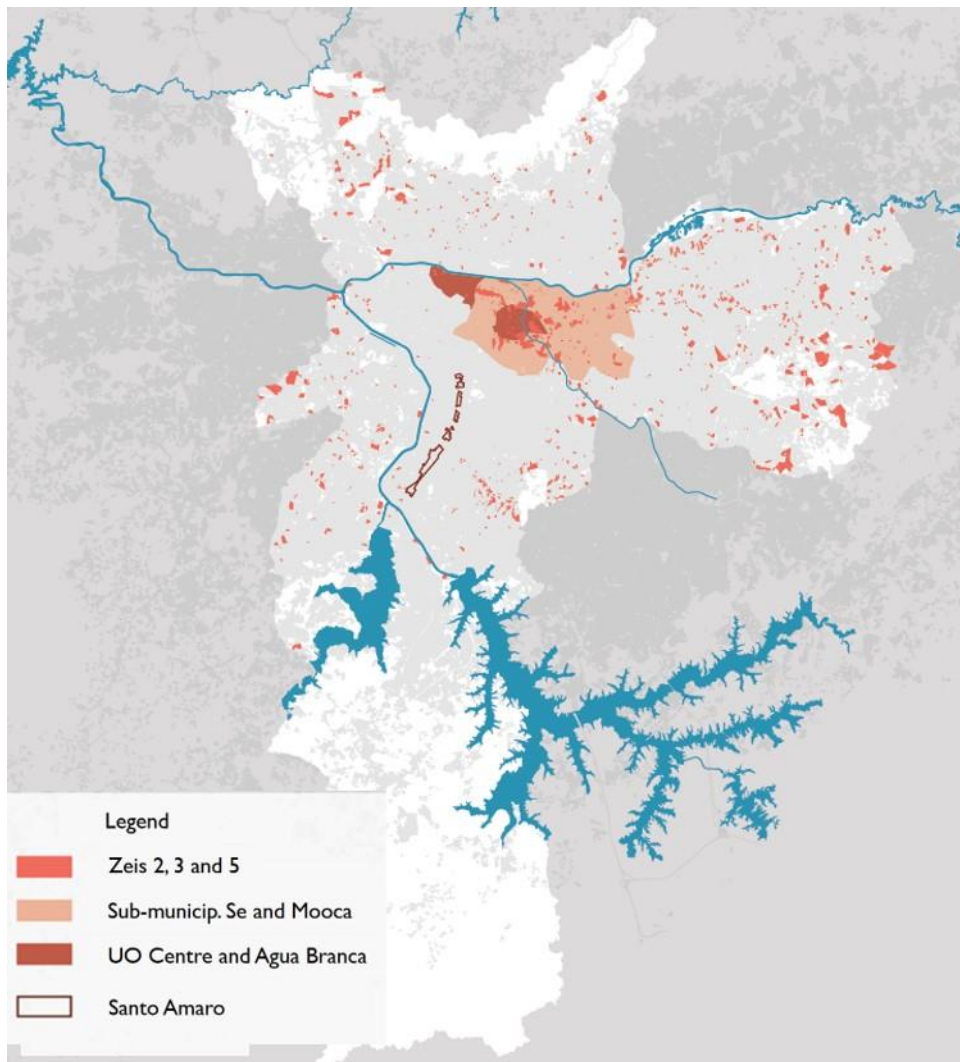 Legend
Zeis 2, 3 and 5
Sub-municip. Se and Mooca
UO Centre and Agua Branca
Santo Amaro